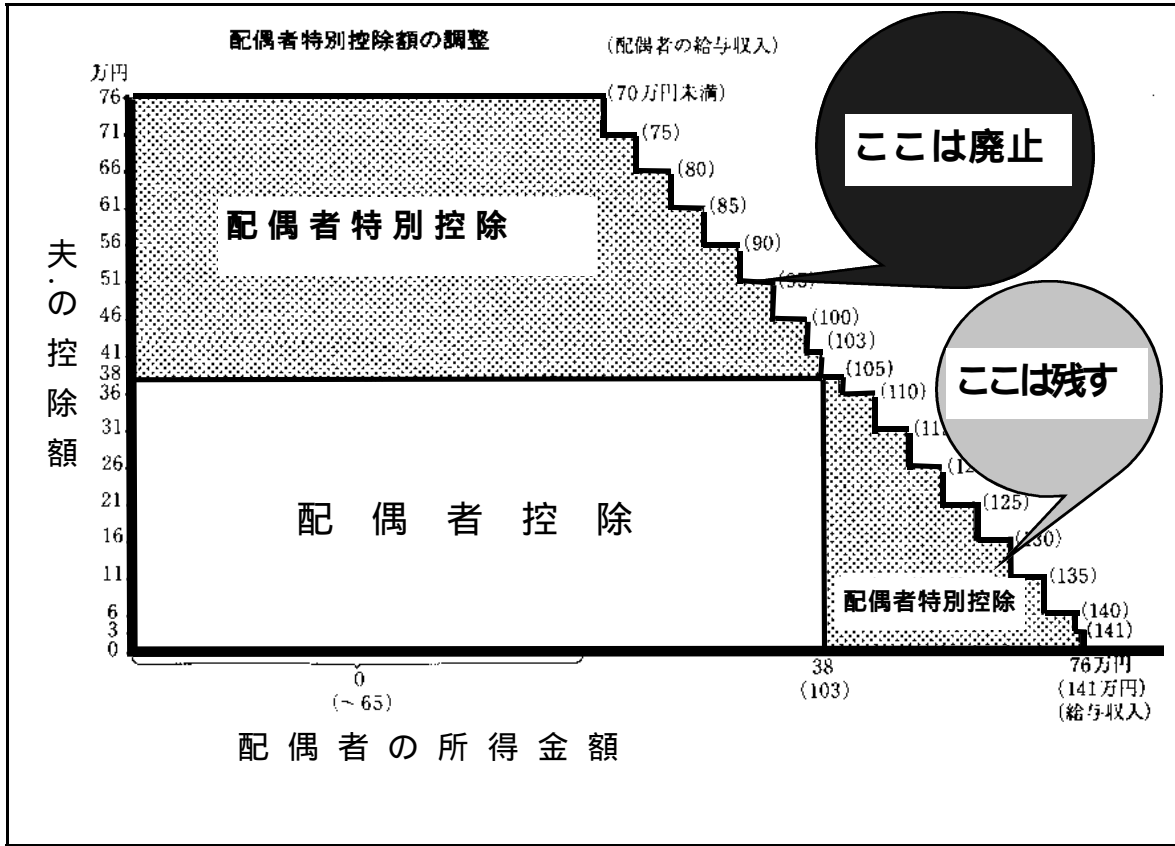 配偶者特別控除額の調整
(配偶者の給与収入)
万円
76
(70万円未満)
71
(75)
66
(80)
61
(85)
56
(90)
51
46
(100)
41
(103)
38
(105)
36
(110)
31
26
21
(125)
16
11
(135)
6
(140)
3
(141)
0
ここは廃止
ここは残す
配偶者特別控除
夫の控除額
配偶者控除
配偶者特別控除
0
(~65)
38
(103)
76万円
(141万円)
(給与収入)
配偶者の所得金額